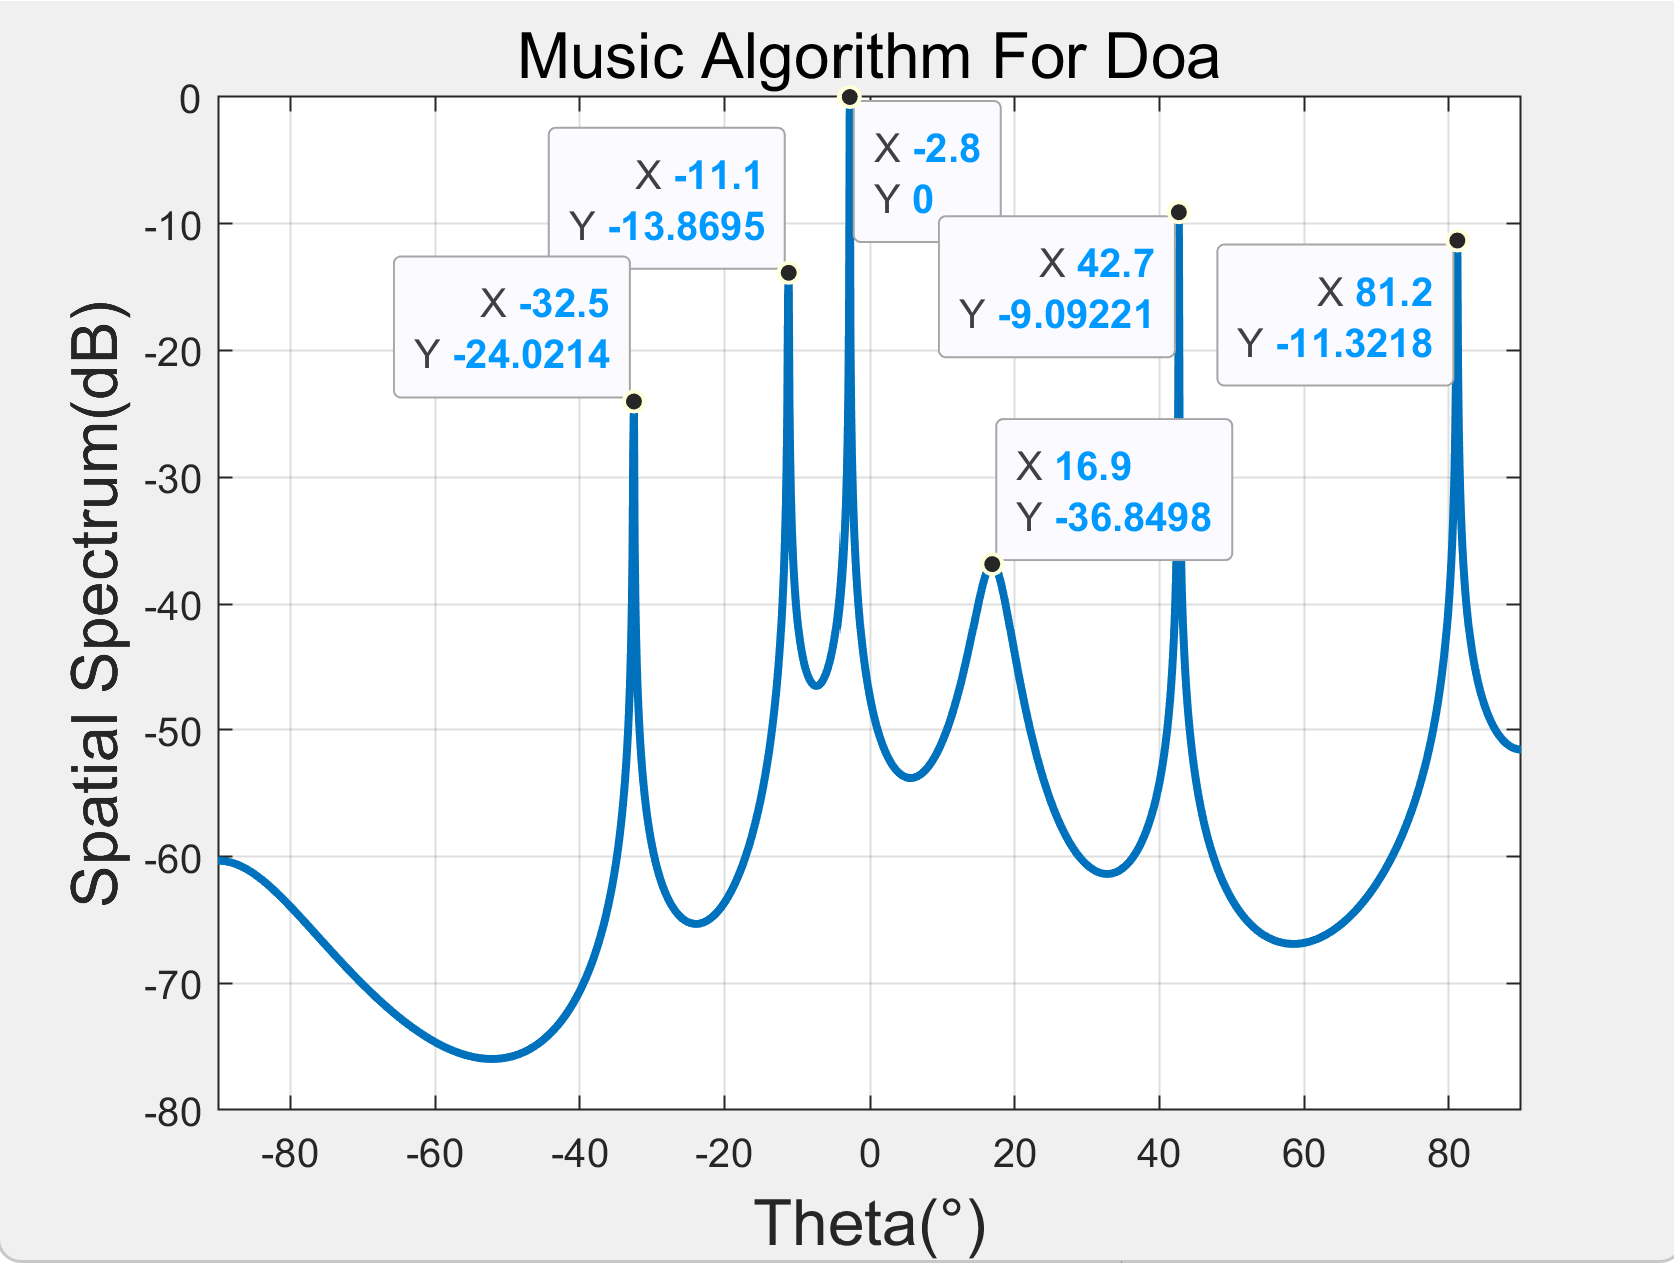 Music Algorithm For Doa
X -2.8
Y 0
X -11.1
Y -13.8695
X -32.5
Y -24.0214
X 42.7
Y -9.09221
X 81.2
Y -11.3218
X 16.9
Y -36.8498
0
-10
-20
-30
-40
-50
-60
-70
-80
Spatial Spectrum(dB)
-80
-60
-40
-20
0
20
40
60
80
Theta(°)